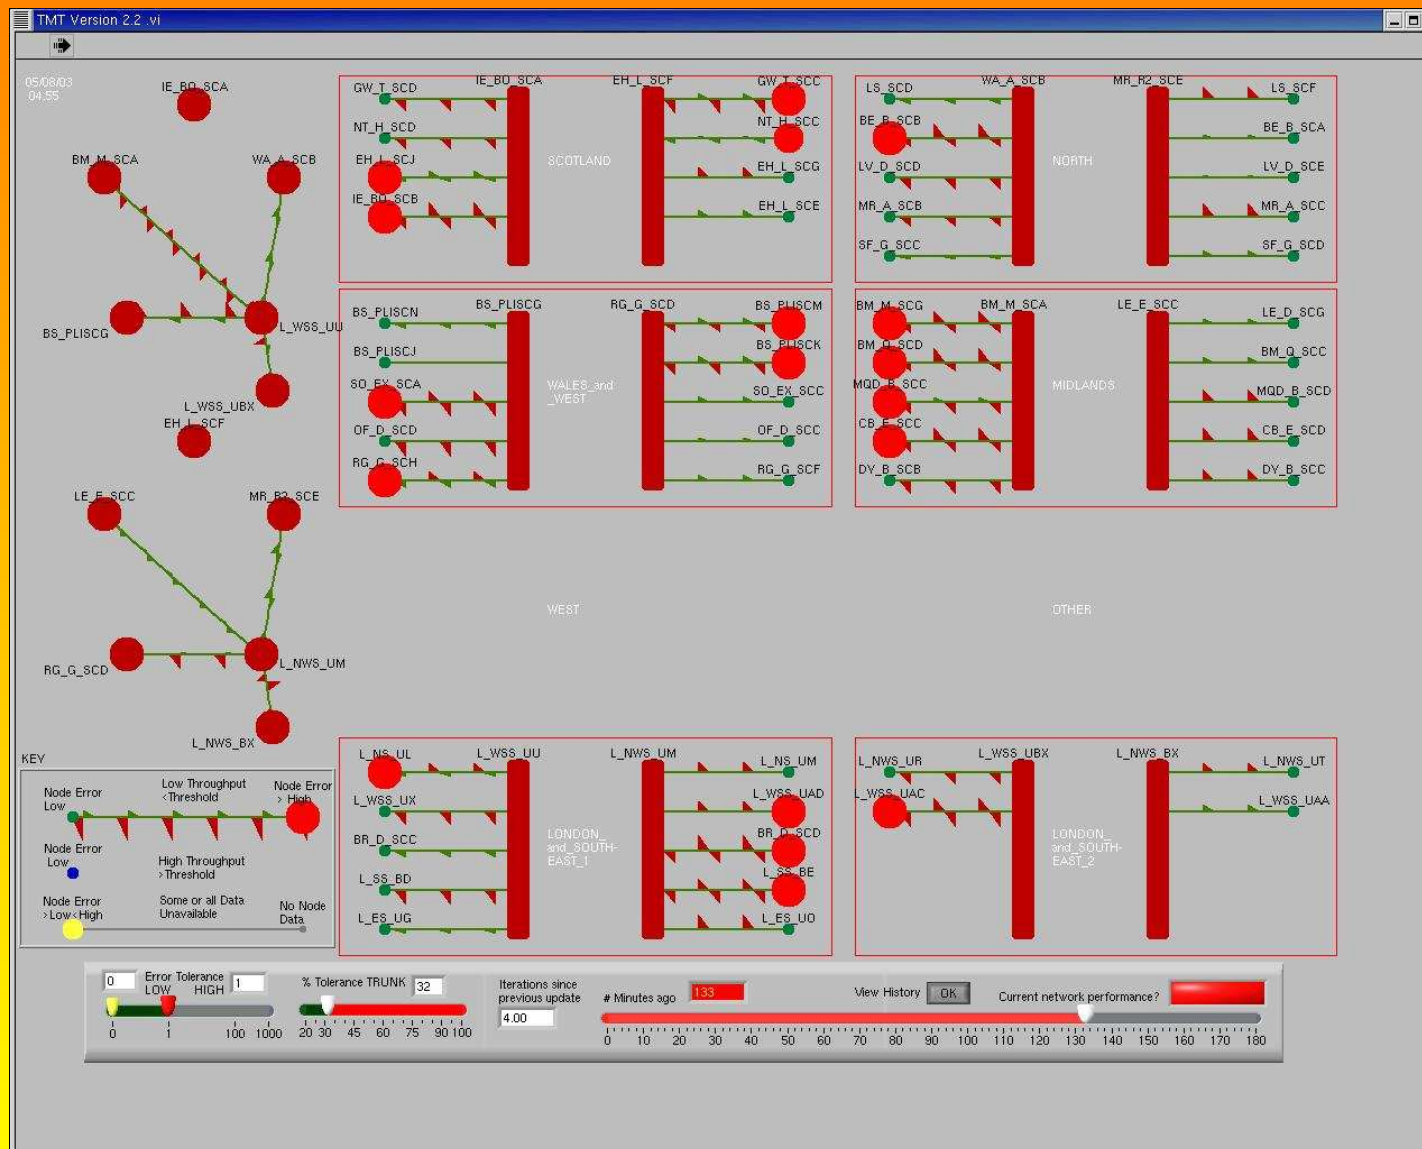 TMT Version 2.2 .vi
05/08/03
04:55
IE_BO_SCA
BM_M_SCA
WA_A_SCB
BS_PLISCG
L_WSS_UU
L_WSS_UBX
EH_L_SCF
LE_E_SCC
MR_R2_SCE
RG_G_SCD
L_NWS_UM
L_NWS_BX
GW_T_SCD
IE_BO_SCA
EH_L_SCF
GW_T_SCC
NT_H_SCD
NT_H_SCC
EH_L_SCJ
SCOTLAND
EH_L_SCG
IE_BO_SCB
EH_L_SCE
LS_SCD
WA_A_SCB
MR_R2_SCE
LS_SCF
BE_B_SCB
BE_B_SCA
LV_D_SCD
NORTH
LV_D_SCE
MR_A_SCB
MR_A_SCC
SF_G_SCC
SF_G_SCD
BS_PLISCN
BS_PLISCG
RG_G_SCD
BS_PLISCM
BS_PLISCJ
BS_PLISCK
SO_EX_SCA
WALES_and
_WEST
SO_EX_SCC
OF_D_SCD
OF_D_SCC
RG_G_SCH
RG_G_SCF
BM_M_SCG
BM_M_SCA
LE_E_SCC
LE_D_SCG
BM_Q_SCD
BM_Q_SCC
MQD_B_SCC
MIDLANDS
MQD_B_SCD
CB_E_SCC
CB_E_SCD
DY_B_SCB
DY_B_SCC
WEST
OTHER
L_NS_UL
L_WSS_UU
L_NWS_UM
L_NS_UM
L_WSS_UX
L_WSS_UAD
BR_D_SCC
LONDON_
and_SOUTH-
EAST_1
BR_D_SCD
L_SS_BD
L_SS_BE
L_ES_UG
L_ES_UO
L_NWS_UR
L_WSS_UBX
L_NWS_BX
L_NWS_UT
L_WSS_UAC
L_WSS_UAA
LONDON_
and_SOUTH-
EAST_2
KEY
Node Error
Low
Low Throughput
<Threshold
Node Error
> High
Node Error
Low
High Throughput
>Threshold
Node Error
>Low<High
Some or all Data
Unavailable
No Node
Data
0
Error Tolerance
LOW
HIGH
1
0 1 100 1000
% Tolerance TRUNK
32
20 30 45 60 75 90 100
Iterations since
previous update
4.00
# Minutes ago
133
View History
OK
Current network performance?
0 10 20 30 40 50 60 70 80 90 100 110 120 130 140 150 160 170 180